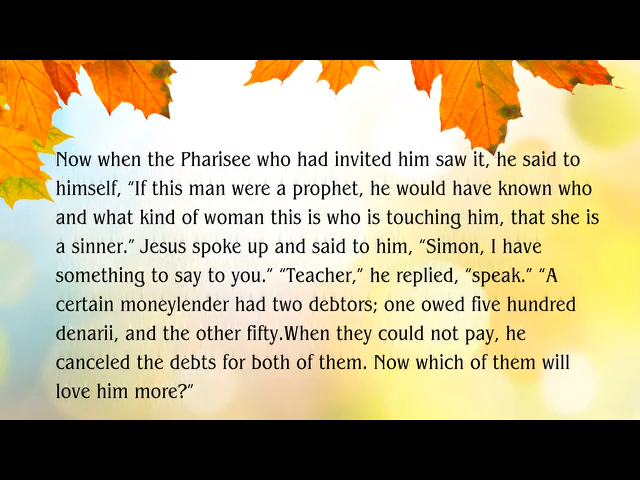 Now when the Pharisee who had invited him saw it, he said to
himself, “If this man were a prophet, he would have known who
and what kind of woman this is who is touching him, that she is
a sinner.” Jesus spoke up and said to him, “Simon, I have
something to say to you.” “Teacher,” he replied, “speak.” “A
certain moneylender had two debtors; one owed five hundred
denarii, and the other fifty.When they could not pay, he
canceled the debts for both of them. Now which of them will
love him more?”